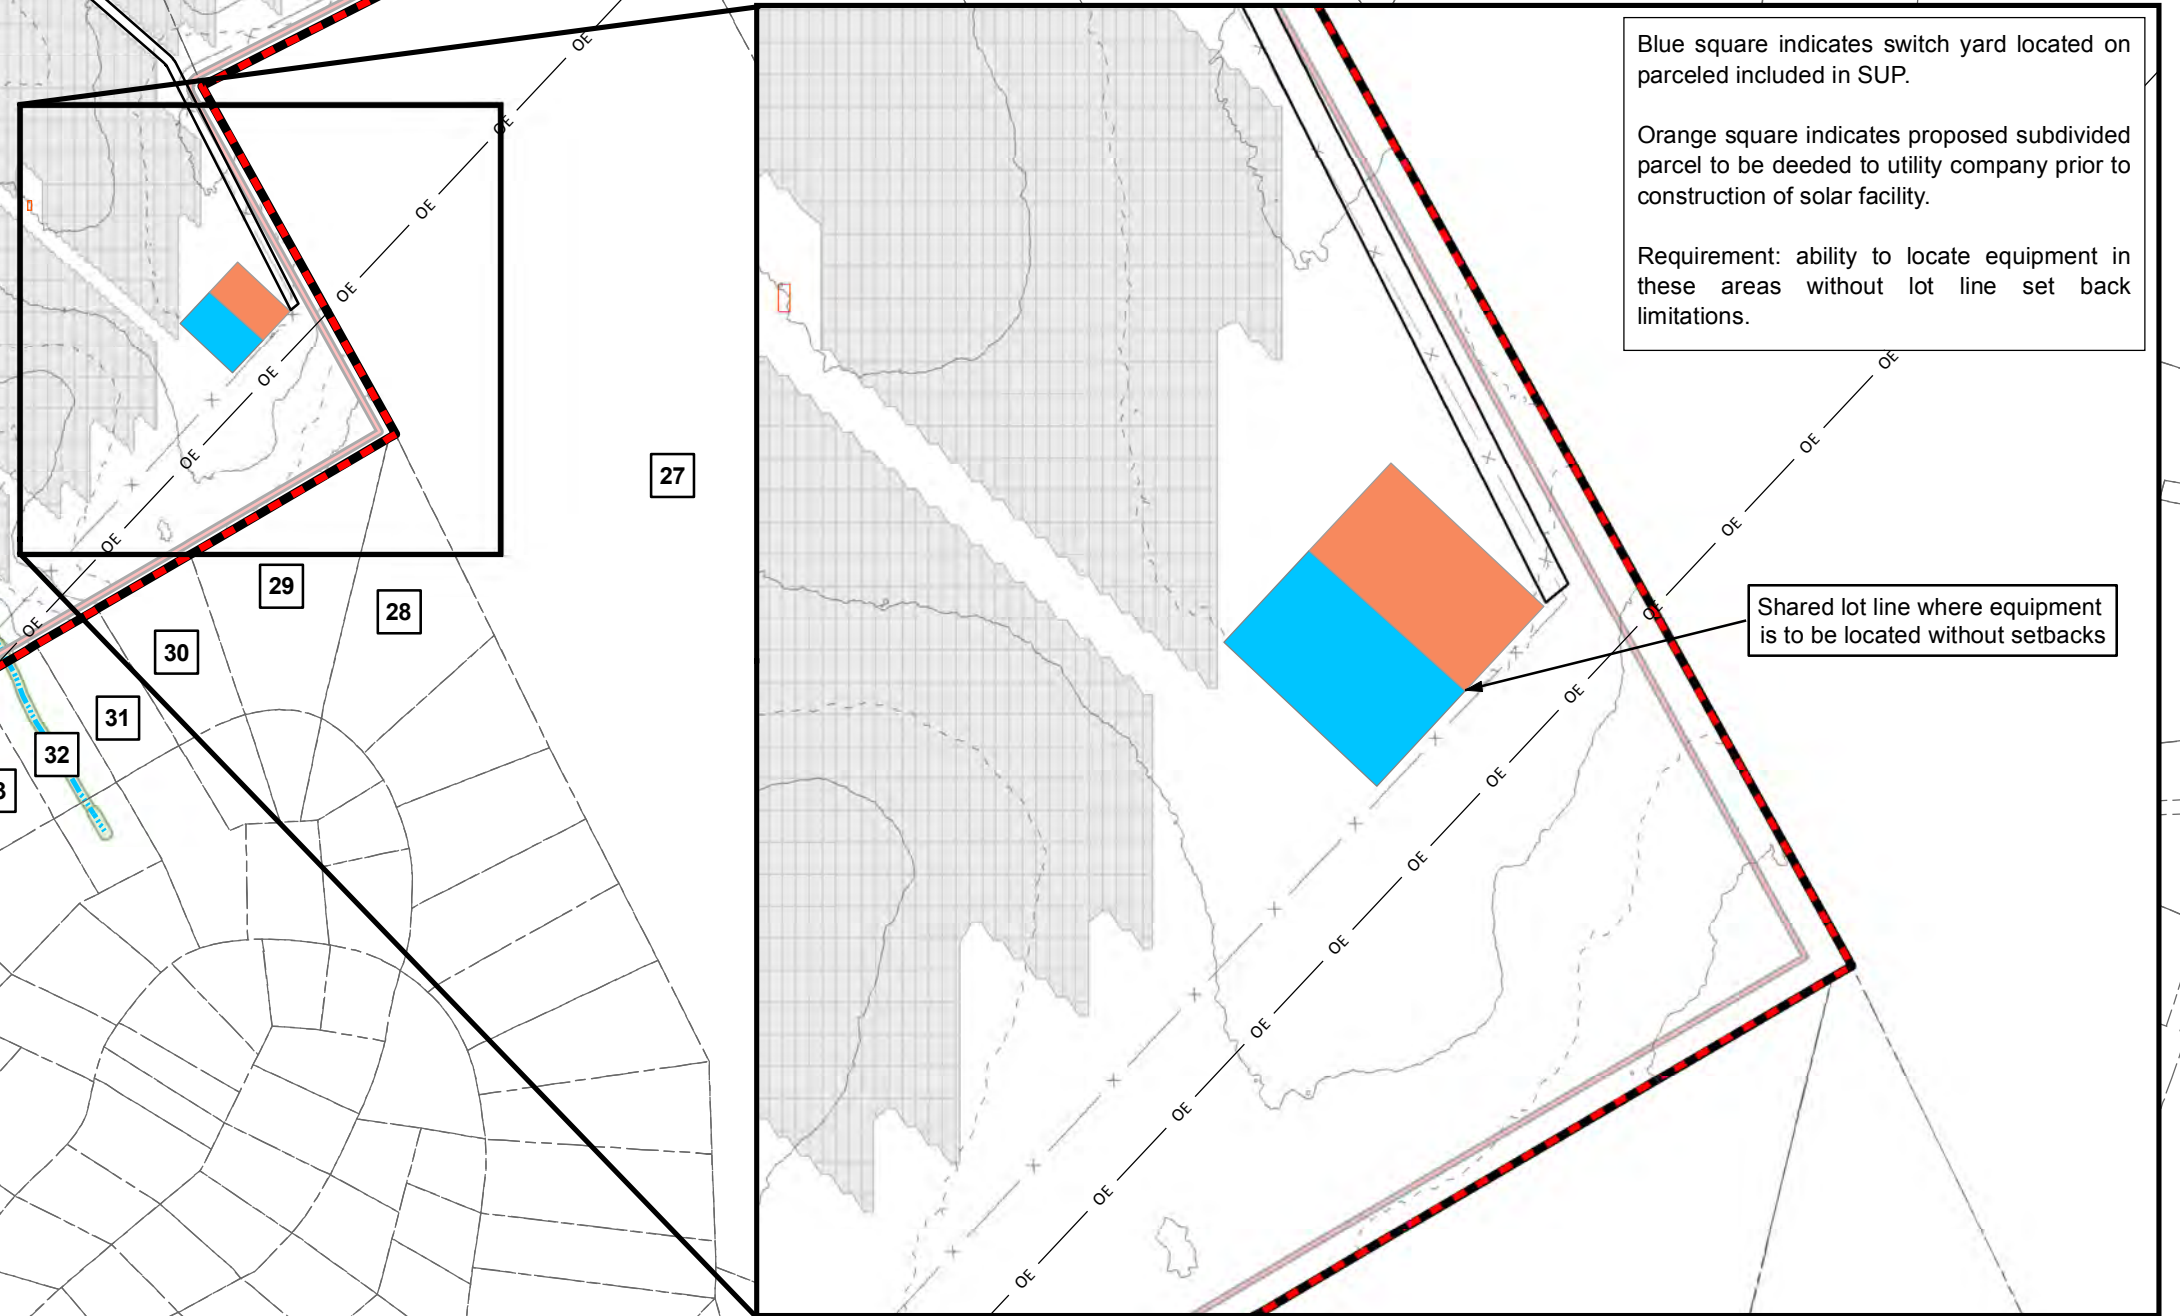 Blue square indicates switch yard located on
parceled included in SUP.
Orange square indicates proposed subdivided
parcel to be deeded to utility company prior to
construction of solar facility.
Requirement: ability to locate equipment in
these areas without lot line set back
limitations.
Shared lot line where equipment
is to be located without setbacks
OE
OE
OE
OE
OE
OE
OE
OE
27
29
28
30
31
32
3
OE
OE
OE
OE
OE
OE
OE
OE
OE
OE
OE
OE